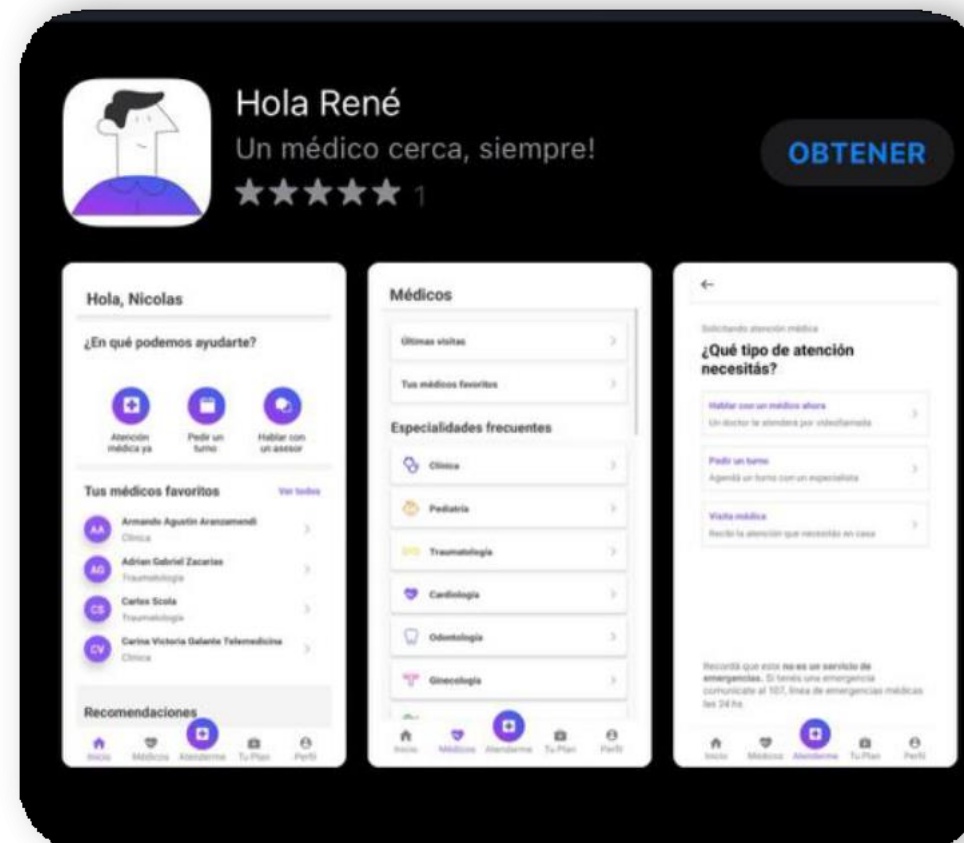 Hola René
Un médico cerca, siempre!
1
OBTENER
Hola, Nicolas
¿En qué podemos ayudarte?
Atención
médica ya
Pedir un
turno
Hablar con
un asesor
Tus médicos favoritos
Ver todos
AA
Armando Agustin Aranzamendi
Clínica
AG
Adrian Gabriel Zacarias
Traumatología
CS
Carlos Scola
Traumatología
CV
Carina Victoria Galante Telemedicina
Clínica
Recomendaciones
Inicio
Médicos
Atenderme
Tu Plan
Perfil
Médicos
Últimas visitas
Tus médicos favoritos
Especialidades frecuentes
Clínica
Pediatría
Traumatología
Cardiología
Odontología
Ginecología
Inicio
Médicos
Atenderme
Tu Plan
Perfil
Solicitando atención médica
¿Qué tipo de atención
necesitás?
Hablar con un médico ahora
Un doctor te atenderá por videollamada
Pedir un turno
Agendá un turno con un especialista
Visita médica
Recibí la atención que necesitás en casa
Recordá que este no es un servicio de
emergencias. Si tenés una emergencia
comunicate al 107, línea de emergencias médicas
las 24 hs
Inicio
Médicos
Atenderme
Tu Plan
Perfil